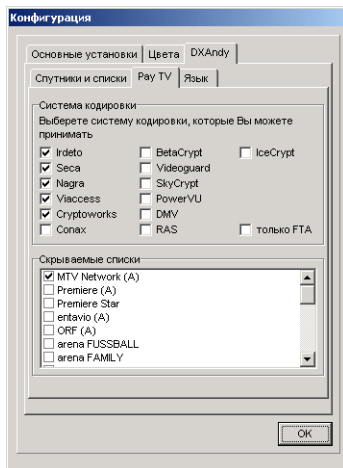 Конфигурация
Основные установки Цвета DXAndy
Спутники и списки Pay TV Язык
Система кодировки
Выберете систему кодировки, которые Вы можете
принимать
Irdeto BetaCrypt IceCrypt
Seca Videoguard
Nagra SkyCrypt
Viaccess PowerVU
Cryptoworks DMV
Conax RAS только FTA
Скрываемые списки
MTV Network (A)
Premiere (A)
Premiere Star
entavio (A)
ORF (A)
arena FUSSBALL
arena FAMILY
OK